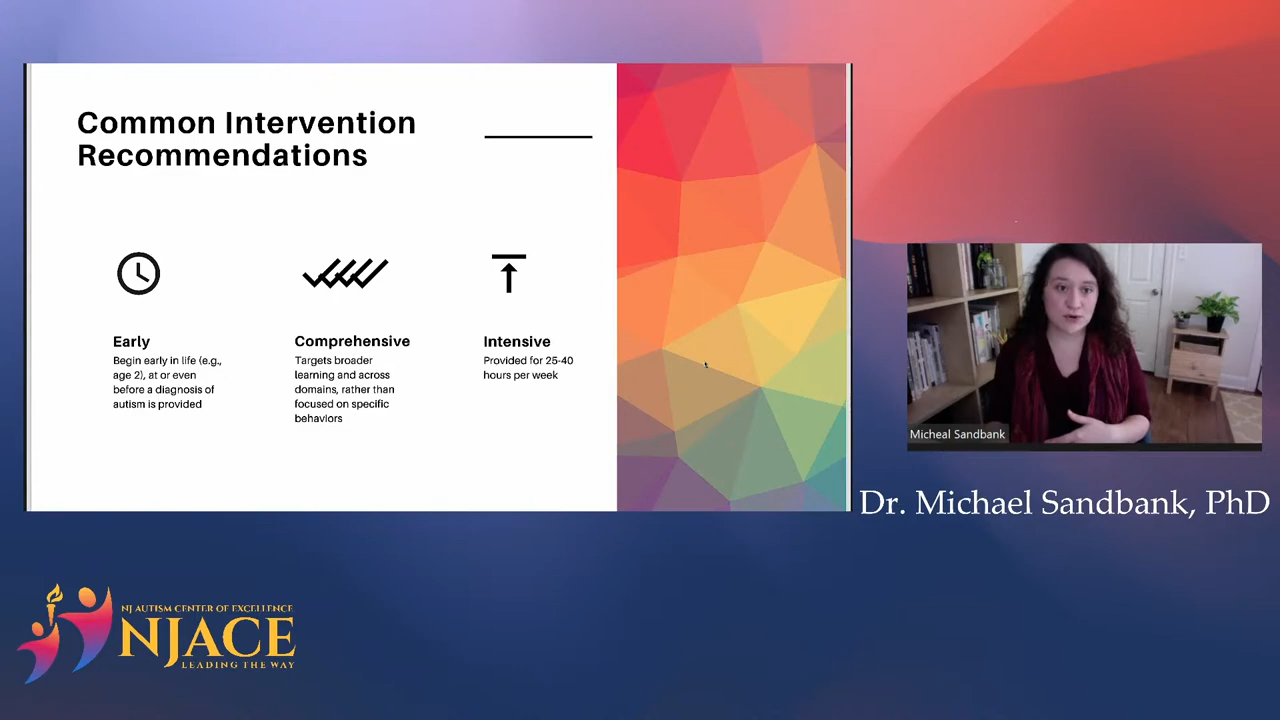 Common Intervention
Recommendations
Early
Begin early in life (e.g.,
age 2), at or even
before a diagnosis of
autism is provided
Comprehensive
Targets broader
learning and across
domains, rather than
focused on specific
behaviors
Intensive
Provided for 25-40
hours per week
Micheal Sandbank
Dr. Michael Sandbank, PhD
NJ AUTISM CENTER OF EXCELLENCE
NJACE
LEADING THE WAY